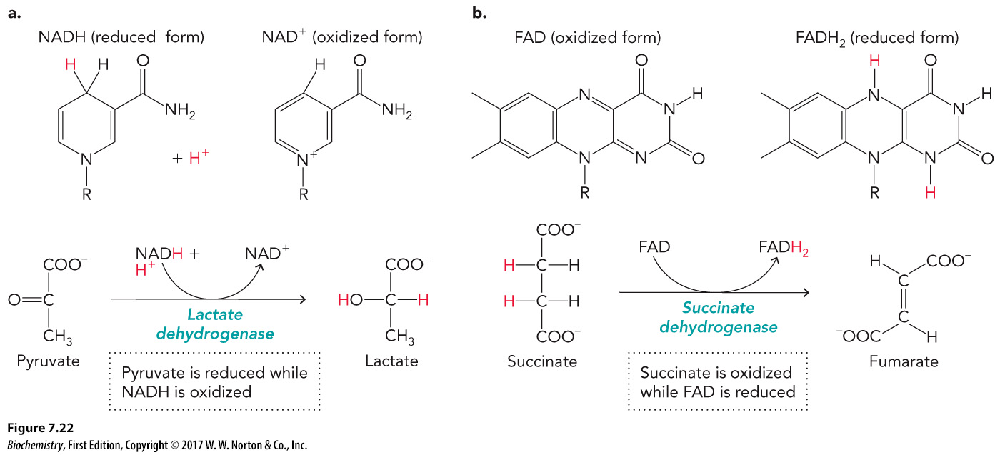 a.
NADH (reduced form)
NAD⁺ (oxidized form)
H H O
NH₂
N
R
+ H⁺
H O
NH₂
N⁺
R
b.
FAD (oxidized form)
FADH₂ (reduced form)
O
N
H
N
N
N
O
R
H
O
N
H
N
N
N
O
R
H
COO⁻
O C
CH₃
Pyruvate
NADH +
H⁺
NAD⁺
Lactate
dehydrogenase
COO⁻
HO C H
CH₃
Lactate
Pyruvate is reduced while
NADH is oxidized
COO⁻
H C H
H C H
COO⁻
Succinate
FAD
FADH₂
Succinate
dehydrogenase
H COO⁻
C
C
⁻OOC H
Fumarate
Succinate is oxidized
while FAD is reduced
Figure 7.22
Biochemistry, First Edition, Copyright © 2017 W. W. Norton & Co., Inc.